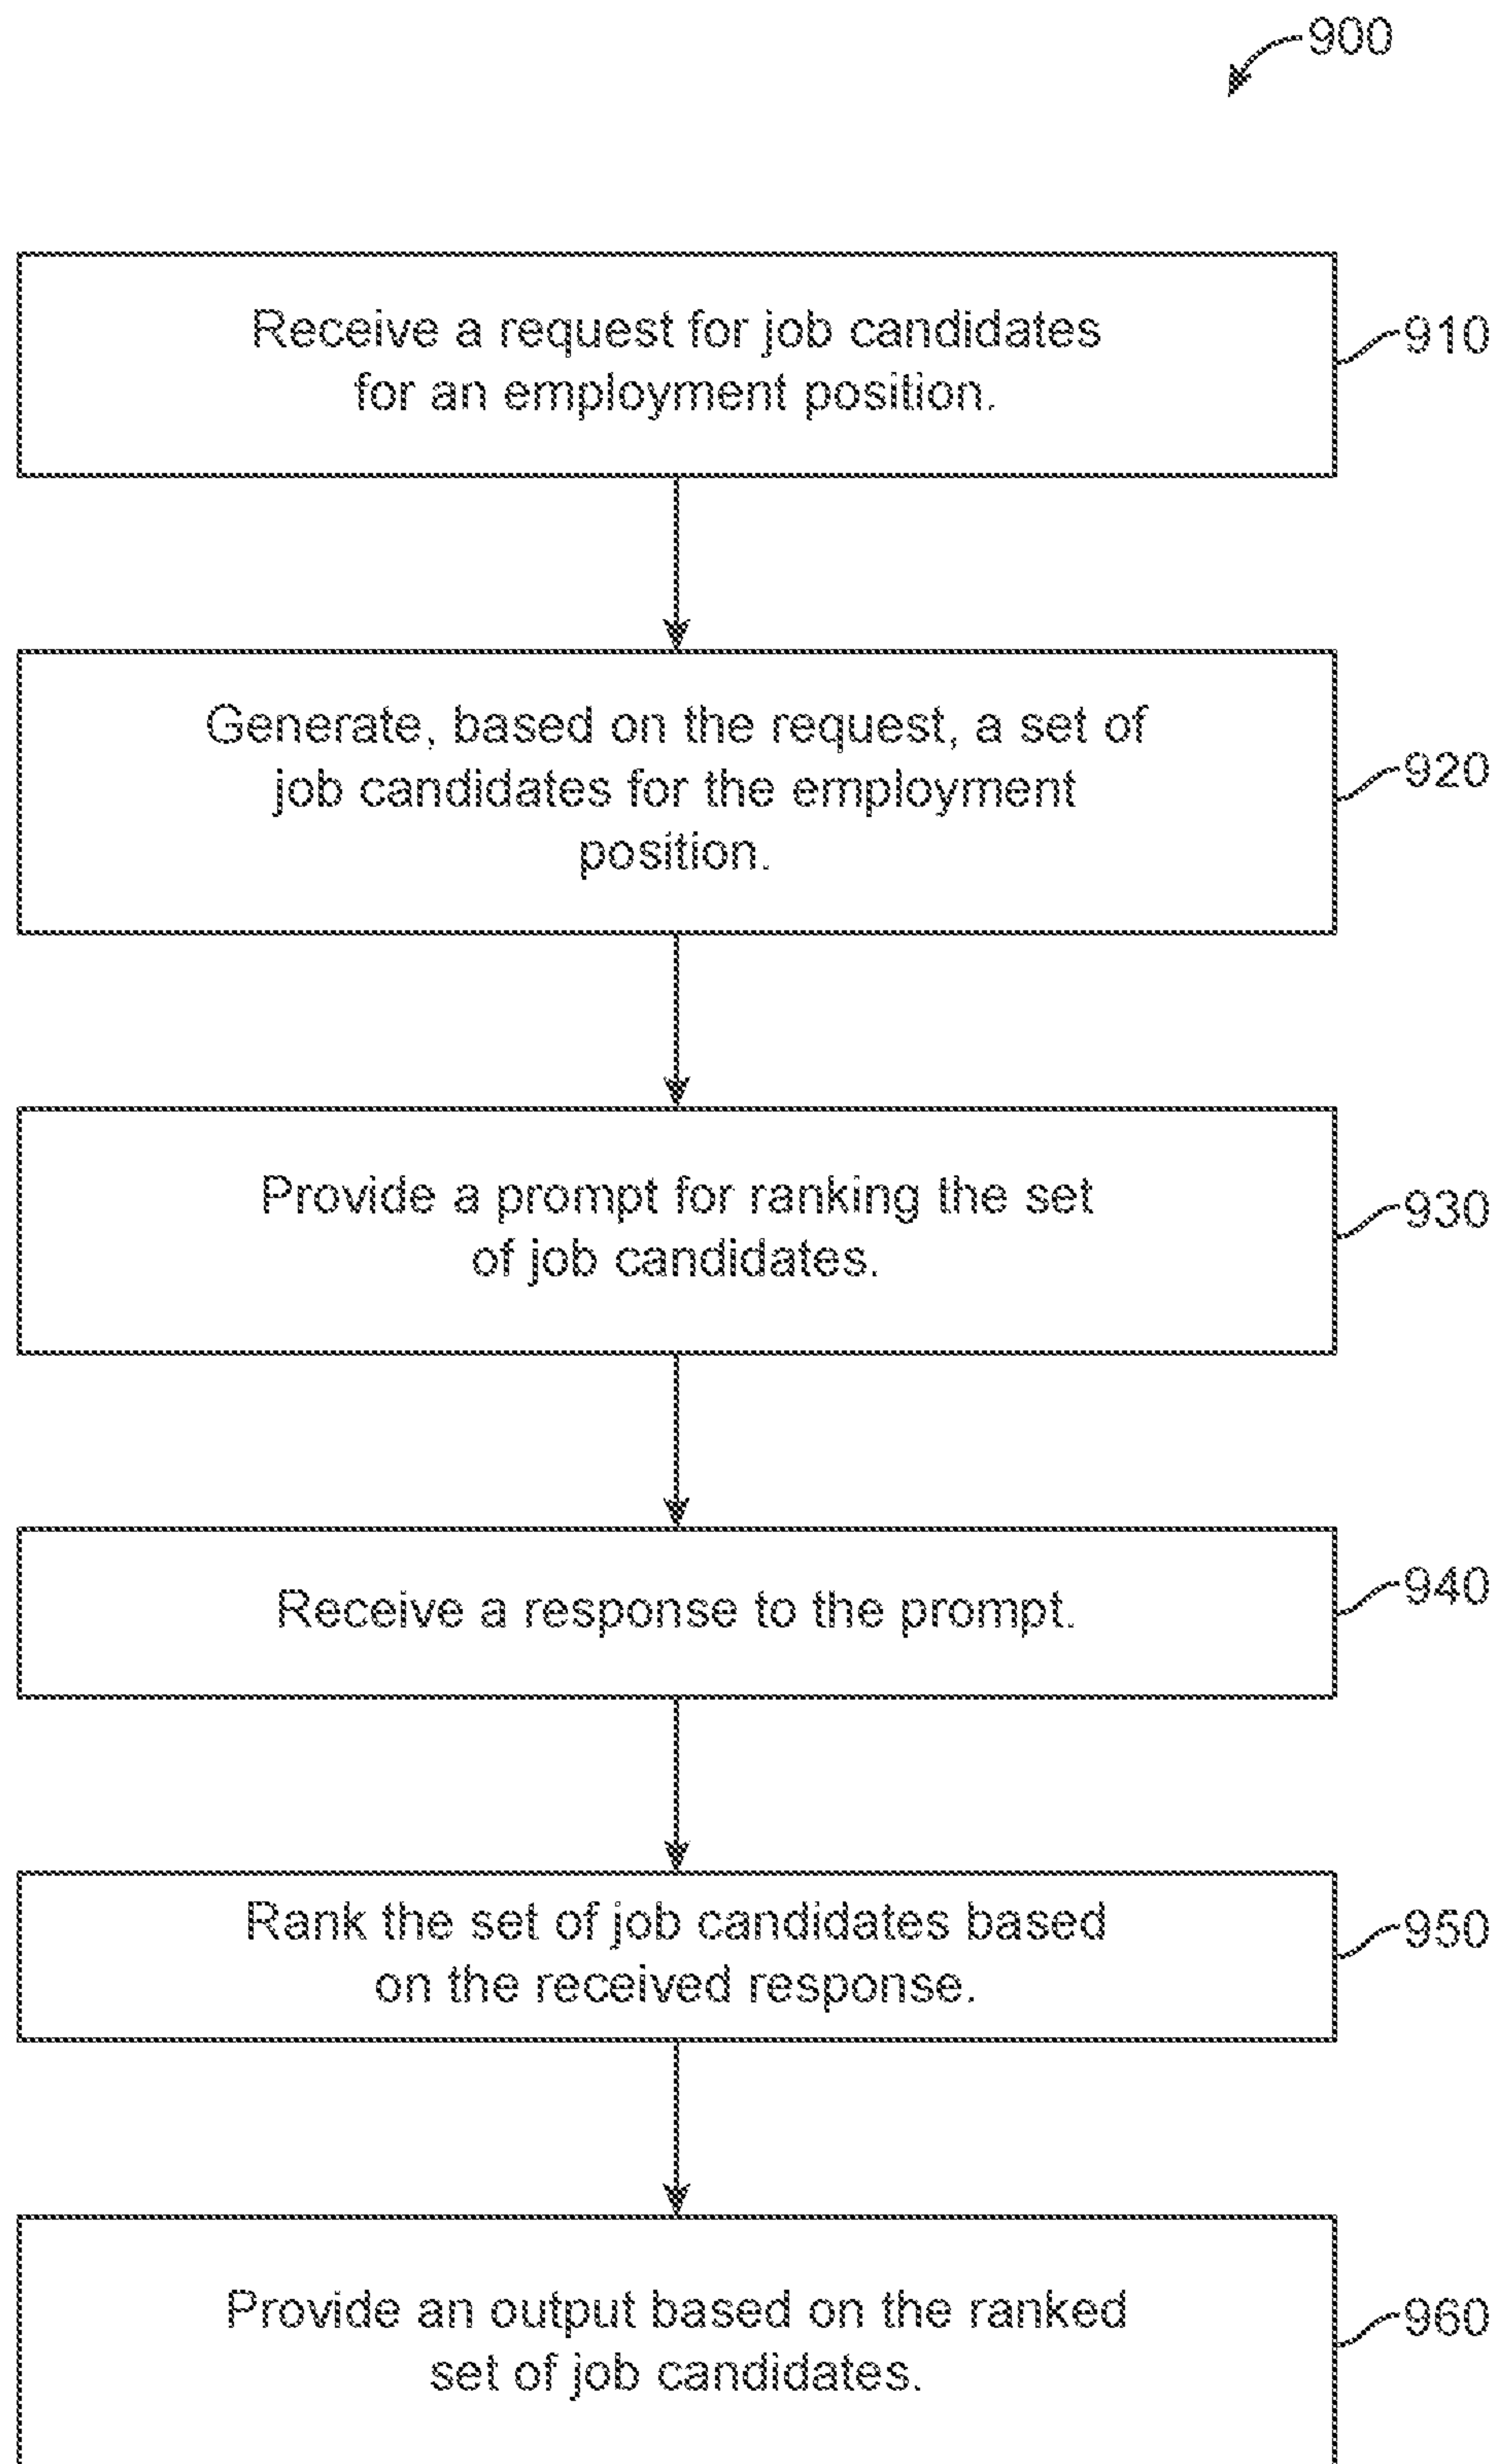 900
Receive a request for job candidates
for an employment position.
910
Generate, based on the request, a set of
job candidates for the employment
position.
920
Provide a prompt for ranking the set
of job candidates.
930
Receive a response to the prompt.
940
Rank the set of job candidates based
on the received response.
950
Provide an output based on the ranked
set of job candidates.
960